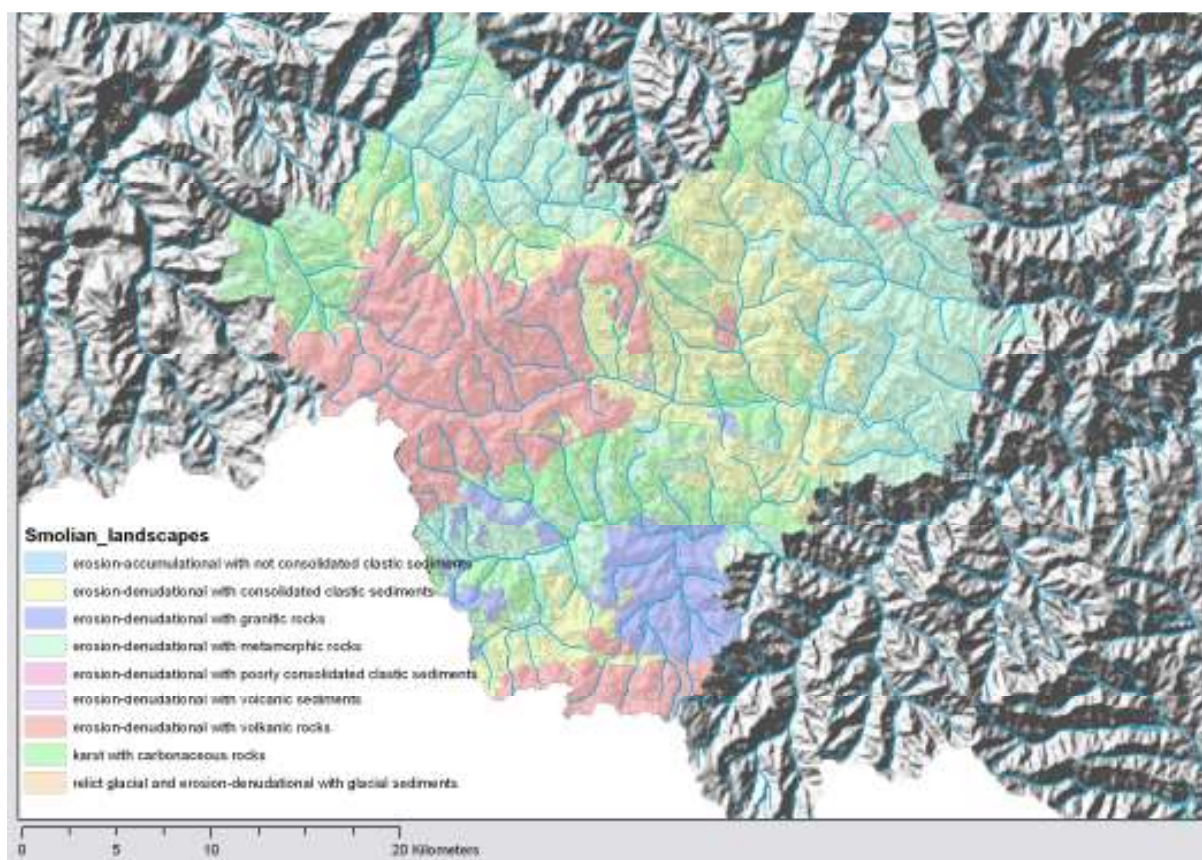 Smolian_landscapes
erosion-accumulational with not consolidated clastic sediments
erosion-denudational with consolidated clastic sediments
erosion-denudational with granitic rocks
erosion-denudational with metamorphic rocks
erosion-denudational with poorly consolidated clastic sediments
erosion-denudational with volcanic sediments
erosion-denudational with volkanic rocks
karst with carbonaceous rocks
relict glacial and erosion-denudational with glacial sediments
0 5 10 20 Kilometers